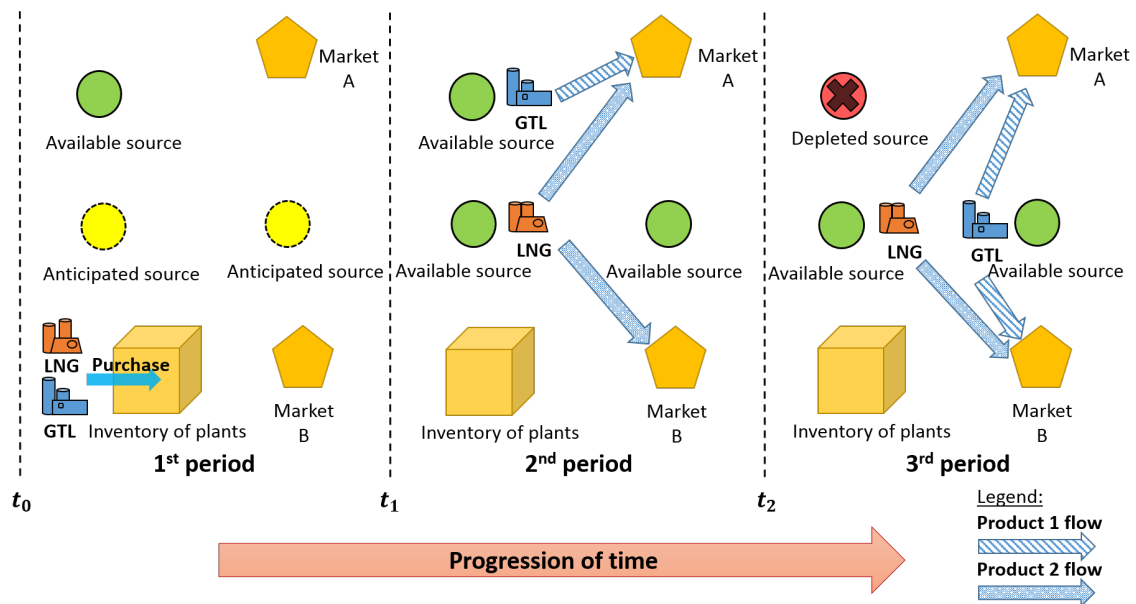 Market
A
Available source
Anticipated source
Anticipated source
LNG
Purchase
GTL
Inventory of plants
Market
B
1st period
Market
A
GTL
Available source
LNG
Available source
Available source
Inventory of plants
Market
B
2nd period
Market
A
Depleted source
LNG
GTL
Available source
Available source
Inventory of plants
Market
B
3rd period
t0
t1
t2
Progression of time
Legend:
Product 1 flow
Product 2 flow